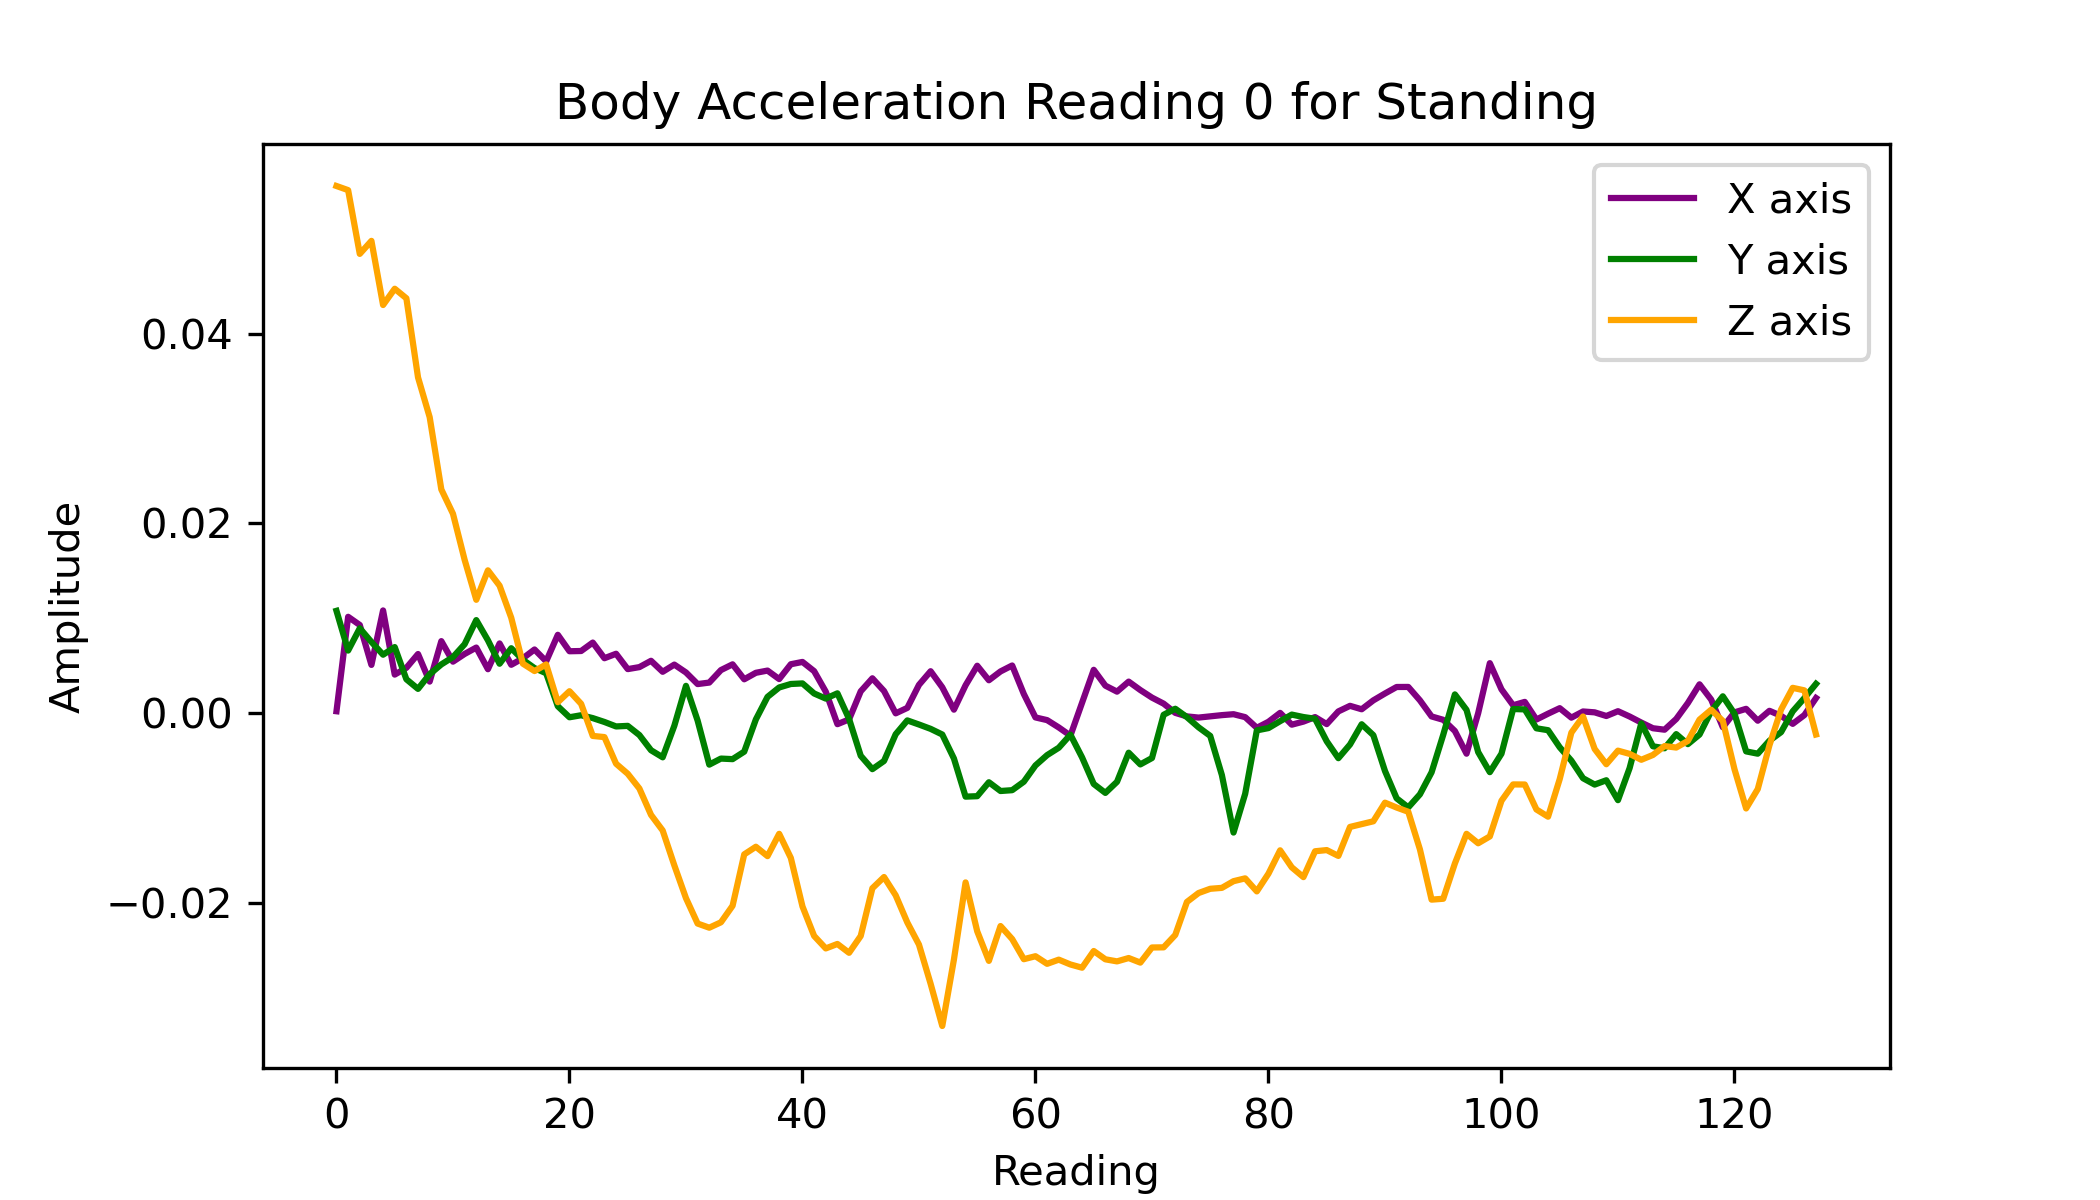 Body Acceleration Reading 0 for Standing
X axis
Y axis
Z axis
0.04
0.02
0.00
−0.02
Amplitude
0 20 40 60 80 100 120
Reading